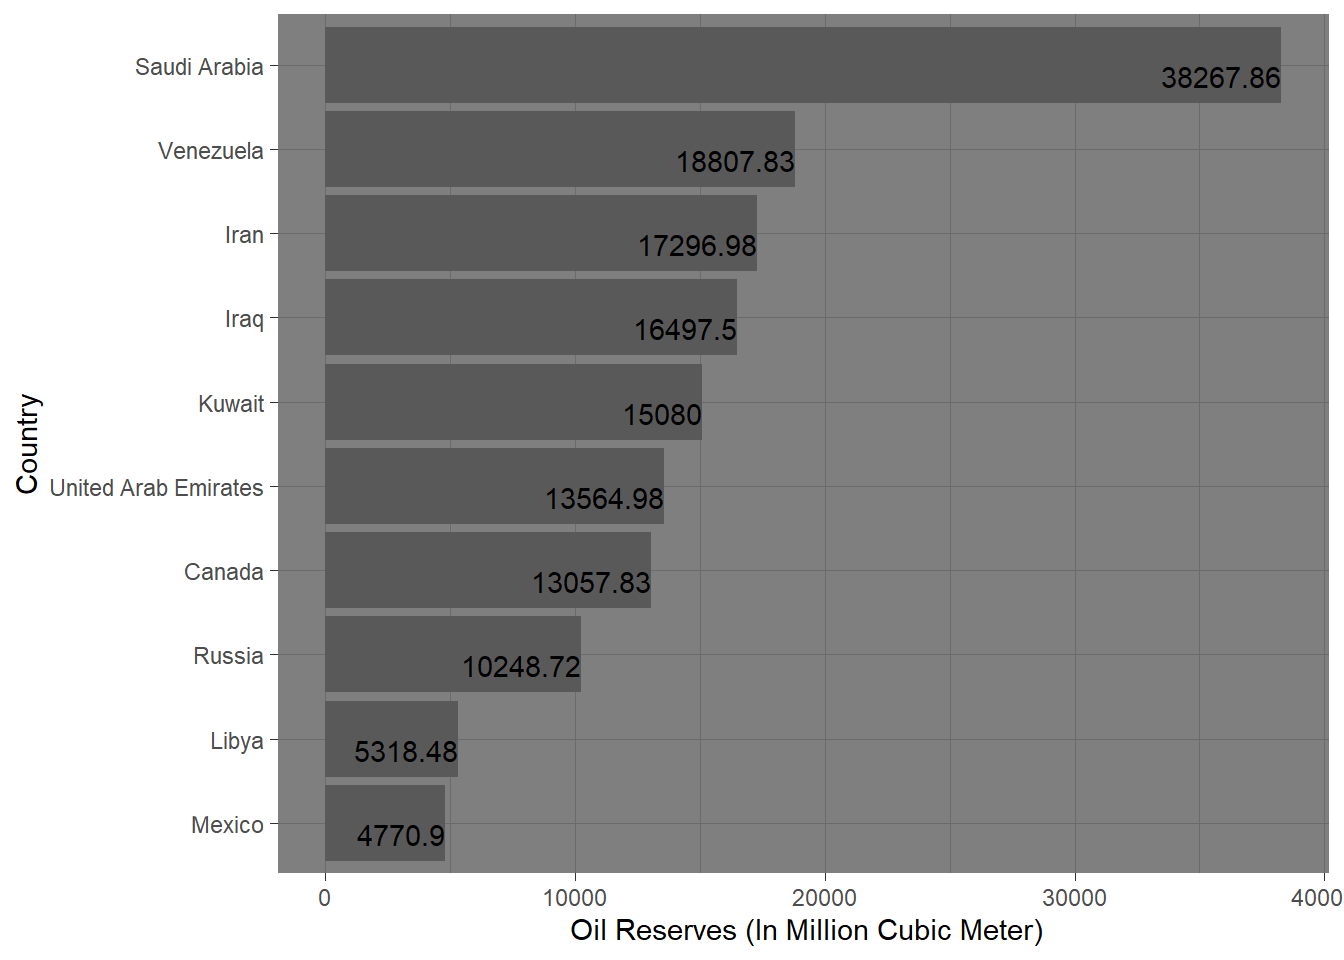 Saudi Arabia
38267.86
Venezuela
18807.83
Iran
17296.98
Iraq
16497.5
Kuwait
15080
Country
United Arab Emirates
13564.98
Canada
13057.83
Russia
10248.72
Libya
5318.48
Mexico
4770.9
0 10000 20000 30000 4000
Oil Reserves (In Million Cubic Meter)